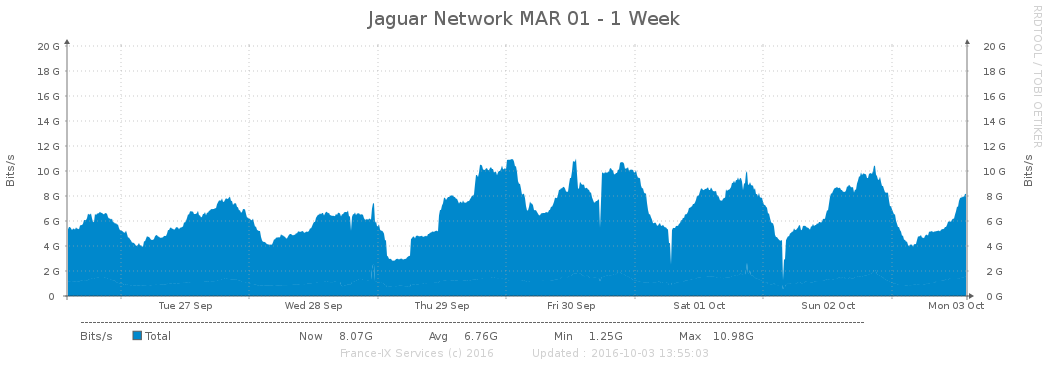 Jaguar Network MAR 01 - 1 Week
RRDTOOL / TOBI OETIKER
Bits/s
20 G 20 G
18 G 18 G
16 G 16 G
14 G 14 G
12 G 12 G
10 G 10 G
8 G 8 G
6 G 6 G
4 G 4 G
2 G 2 G
0 0 G
Bits/s
Tue 27 Sep Wed 28 Sep Thu 29 Sep Fri 30 Sep Sat 01 Oct Sun 02 Oct Mon 03 Oct
Bits/s Total Now 8.07G Avg 6.76G Min 1.25G Max 10.98G
France-IX Services (c) 2016 Updated : 2016-10-03 13:55:03